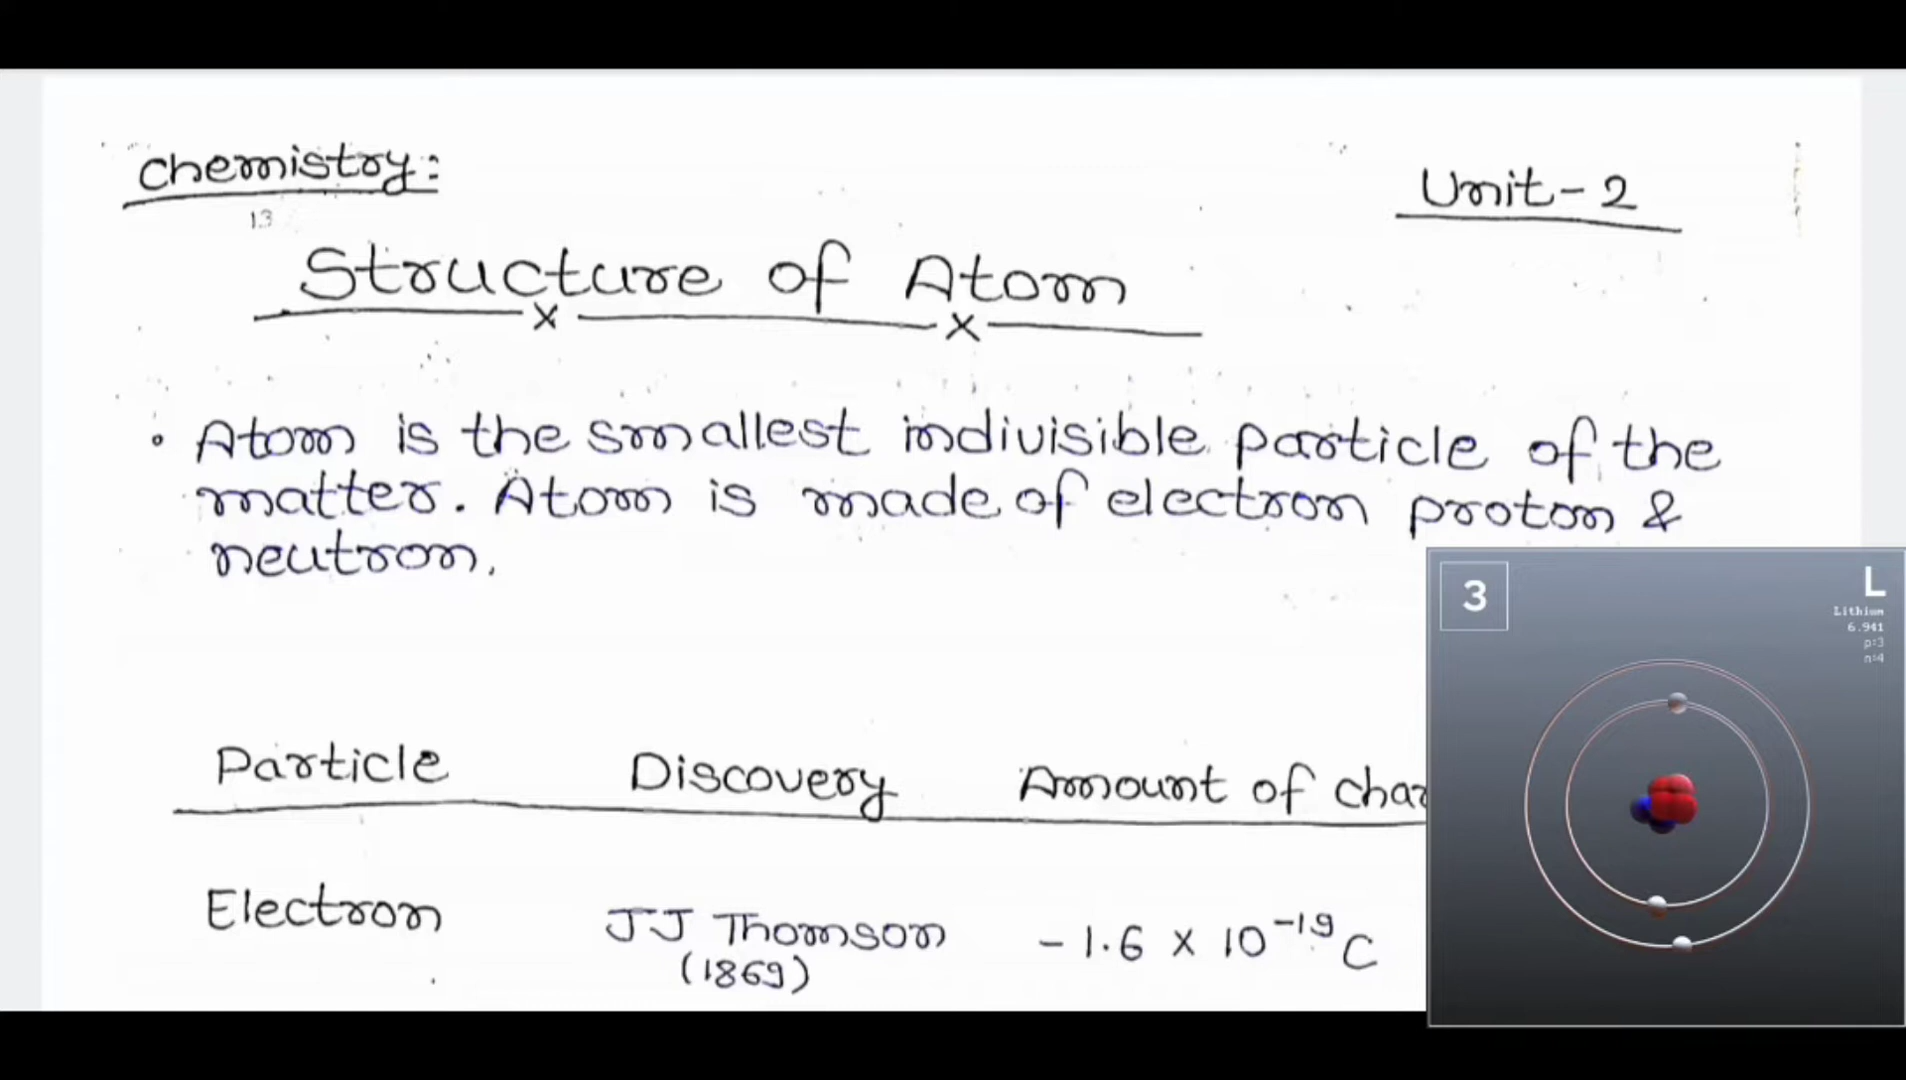 Chemistry:
Unit-2
13
Structure of Atom
x x
• Atom is the smallest indivisible particle of the
matter. Atom is made of electron proton &
neutron.
3
L
Lithium
6.941
p:3
n:4
Particle Discovery Amount of char
Electron JJ Thomson - 1.6 x 10⁻¹⁹ C
(1869)